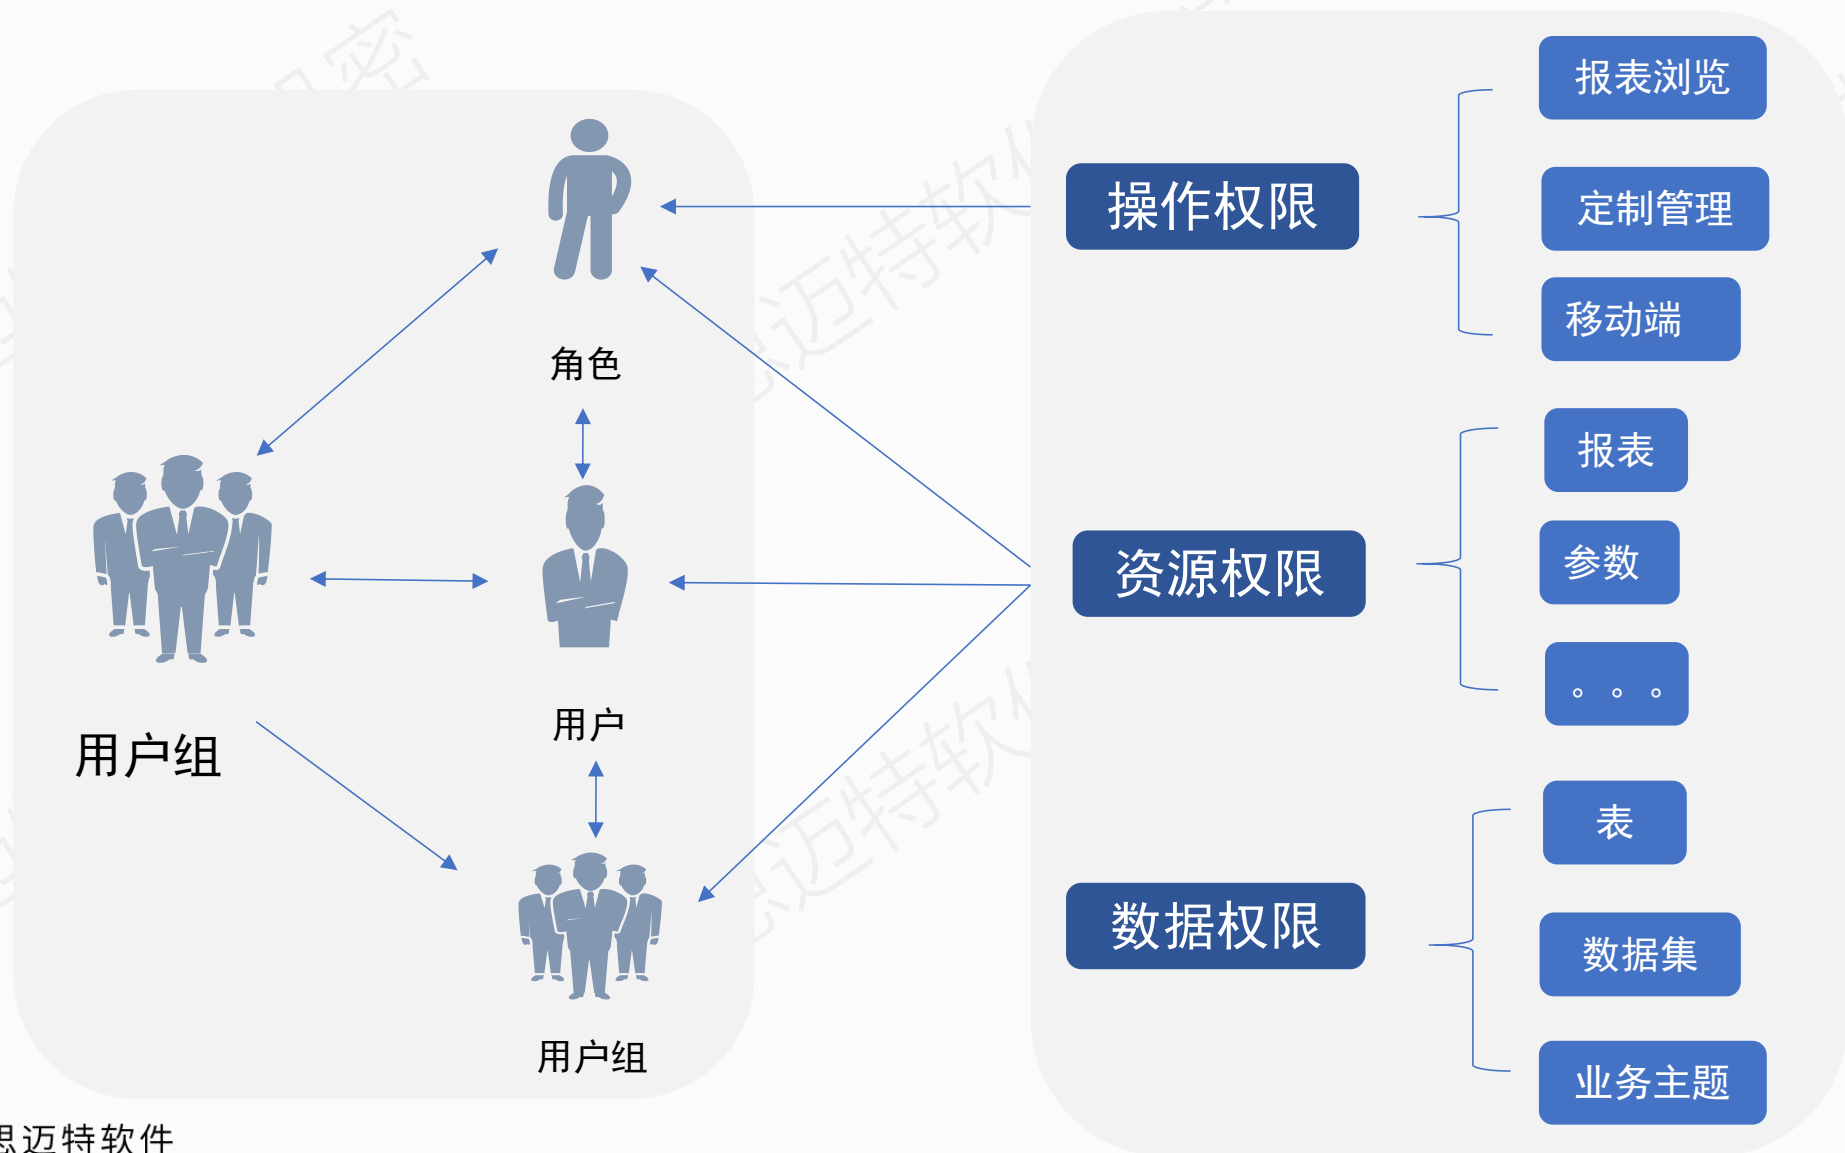 角色
用户组
用户
用户组
操作权限
报表浏览
定制管理
移动端
资源权限
报表
参数
。。。
数据权限
表
数据集
业务主题
思迈特软件